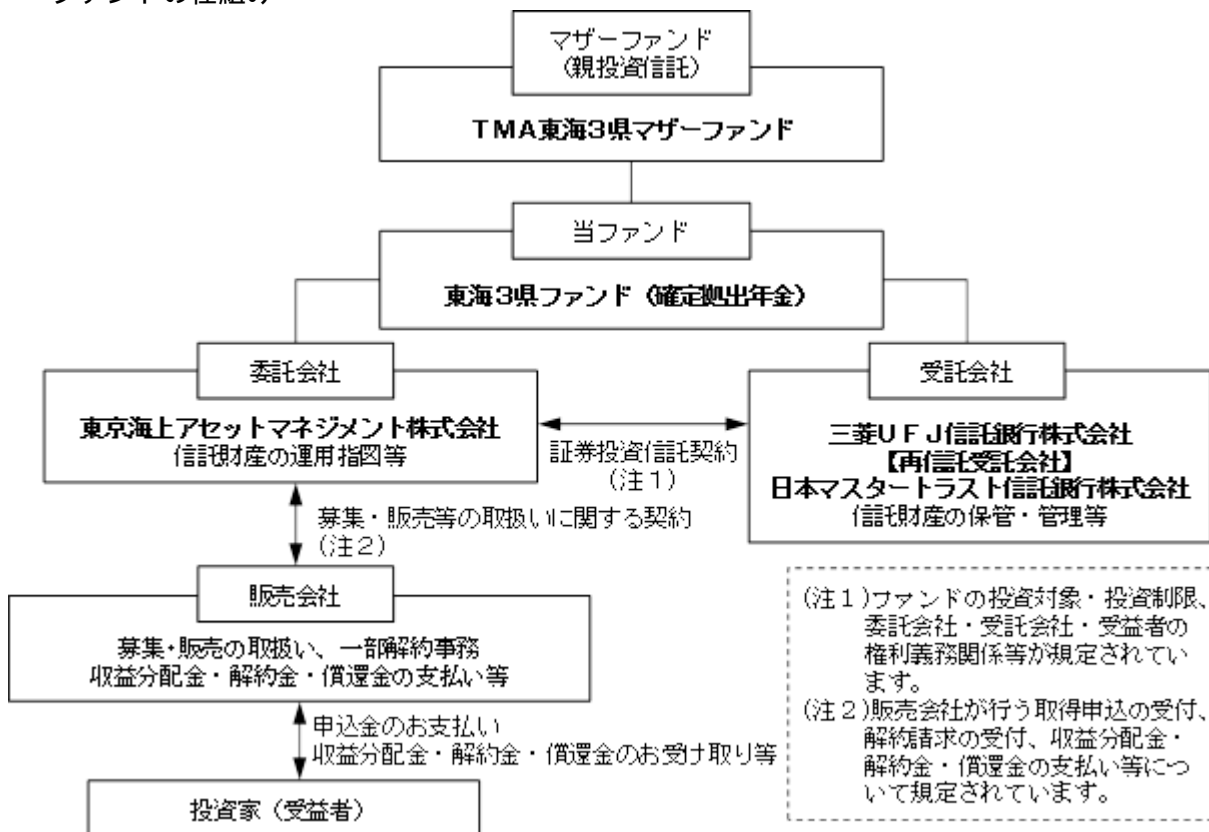 ファンドの仕組み
マザーファンド
(親投資信託)
TMA東海3県マザーファンド
当ファンド
東海3県ファンド(確定拠出年金)
委託会社
東京海上アセットマネジメント株式会社
信託財産の運用指図等
証券投資信託契約
(注1)
受託会社
三菱UFJ信託銀行株式会社
【再信託受託会社】
日本マスタートラスト信託銀行株式会社
信託財産の保管・管理等
募集・販売等の取扱いに関する契約
(注2)
販売会社
募集・販売の取扱い、一部解約事務
収益分配金・解約金・償還金の支払い等
申込金のお支払い
収益分配金・解約金・償還金のお受け取り等
投資家(受益者)
(注1)ファンドの投資対象・投資制限、
委託会社・受託会社・受益者の
権利義務関係等が規定されてい
ます。
(注2)販売会社が行う取得申込の受付、
解約請求の受付、収益分配金・
解約金・償還金の支払い等につ
いて規定されています。